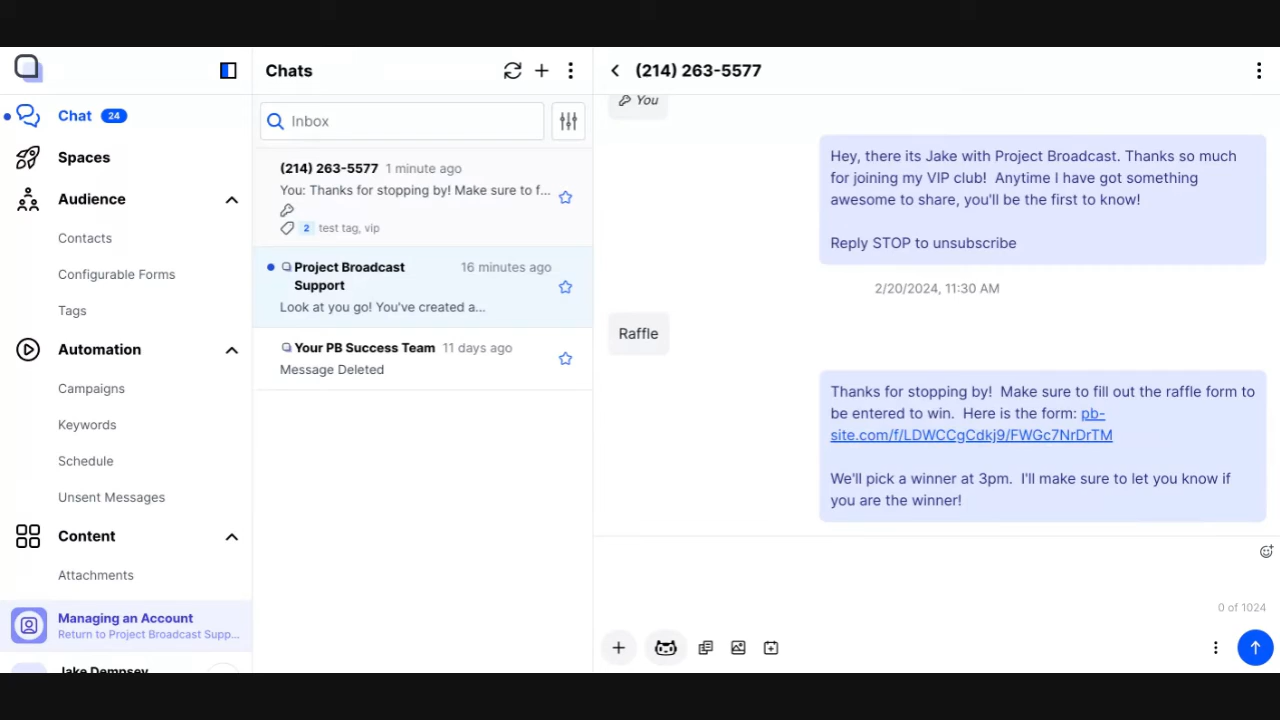 Chat 24
Spaces
Audience
Contacts
Configurable Forms
Tags
Automation
Campaigns
Keywords
Schedule
Unsent Messages
Content
Attachments
Managing an Account
Return to Project Broadcast Supp...
Jake Dempsey
Chats
Inbox
(214) 263-5577 1 minute ago
You: Thanks for stopping by! Make sure to f...
2 test tag, vip
Project Broadcast 16 minutes ago
Support
Look at you go! You've created a...
Your PB Success Team 11 days ago
Message Deleted
(214) 263-5577
You
Hey, there its Jake with Project Broadcast. Thanks so much
for joining my VIP club! Anytime I have got something
awesome to share, you'll be the first to know!
Reply STOP to unsubscribe
2/20/2024, 11:30 AM
Raffle
Thanks for stopping by! Make sure to fill out the raffle form to
be entered to win. Here is the form: pb-
site.com/f/LDWCCgCdkj9/FWGc7NrDrTM
We'll pick a winner at 3pm. I'll make sure to let you know if
you are the winner!
0 of 1024